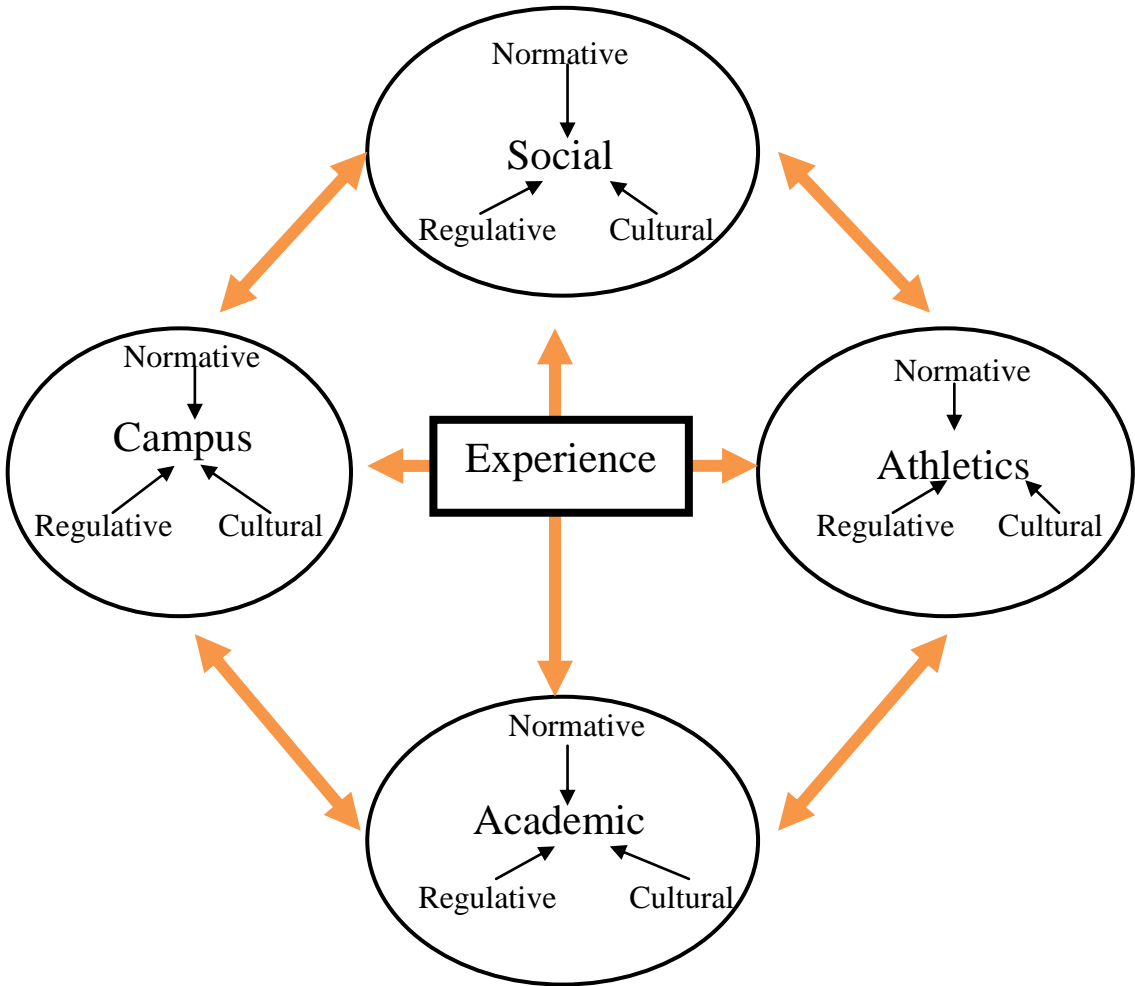 Normative
Social
Regulative Cultural
Normative
Campus
Regulative Cultural
Experience
Normative
Athletics
Regulative Cultural
Normative
Academic
Regulative Cultural